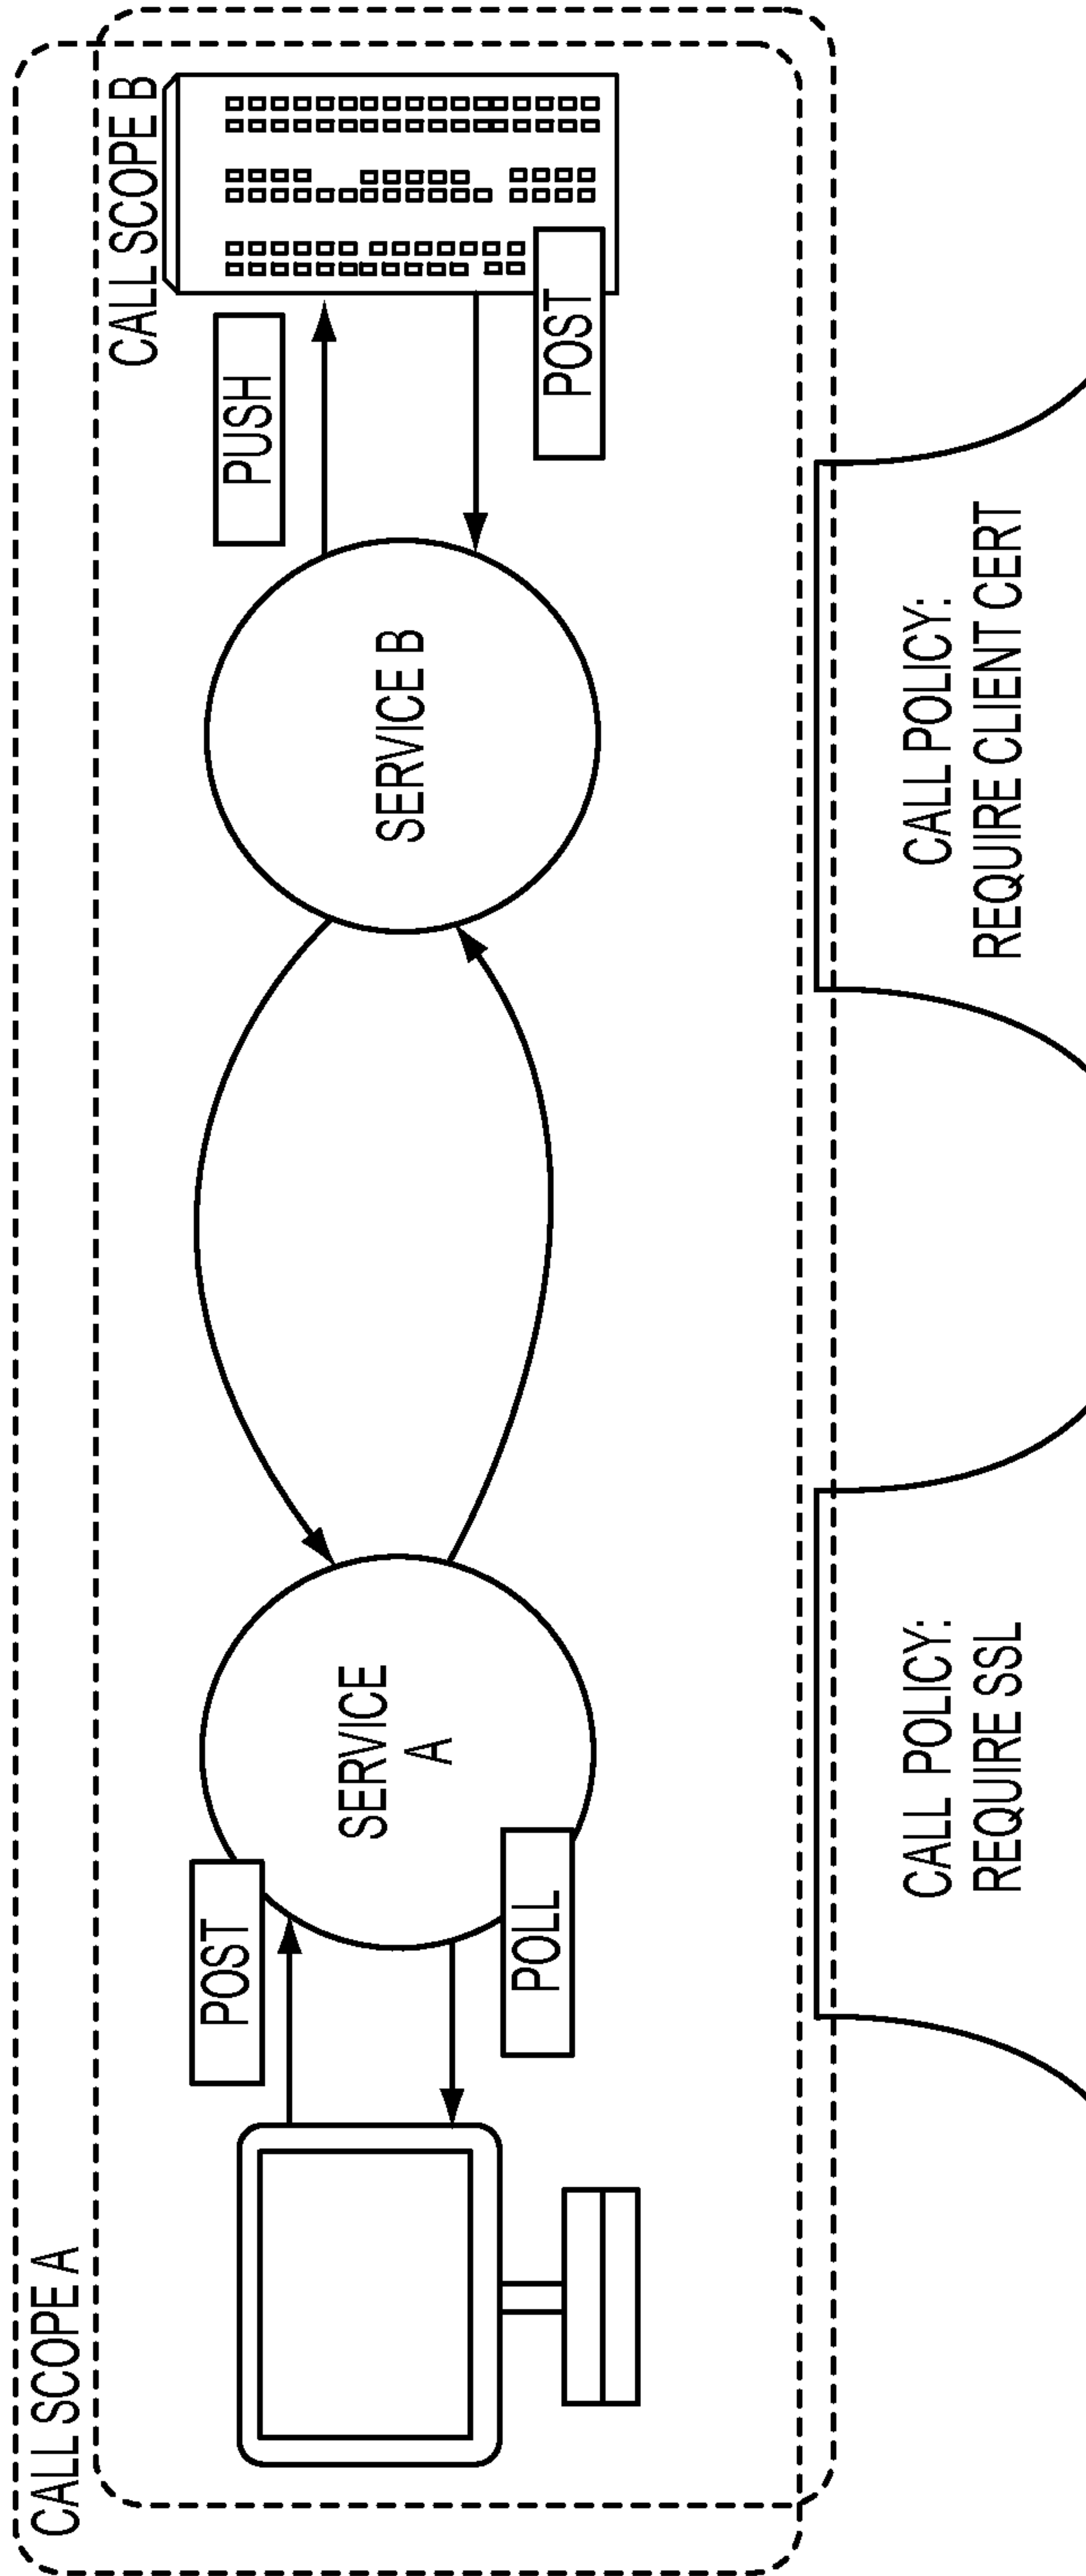 CALL SCOPE A
CALL SCOPE B
POST
PUSH
SERVICE
A
SERVICE B
POLL
POST
CALL POLICY:
REQUIRE SSL
CALL POLICY:
REQUIRE CLIENT CERT